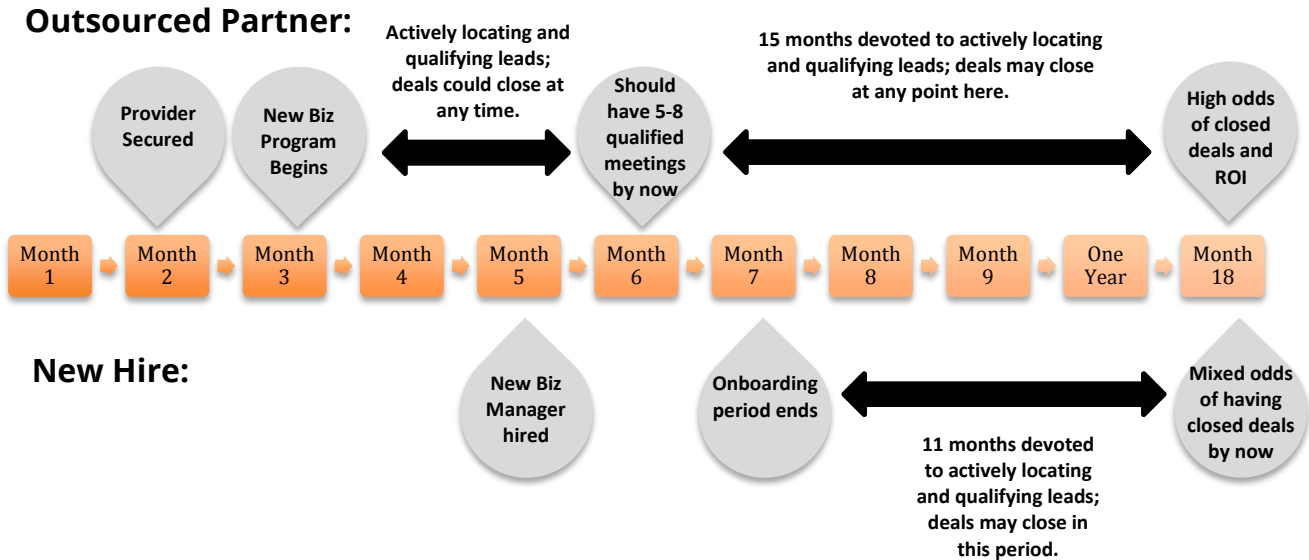 Outsourced Partner:
Actively locating and
qualifying leads;
deals could close at
any time.
15 months devoted to actively locating
and qualifying leads; deals may close
at any point here.
Provider
Secured
New Biz
Program
Begins
Should
have 5-8
qualified
meetings
by now
High odds
of closed
deals and
ROI
Month
1
Month
2
Month
3
Month
4
Month
5
Month
6
Month
7
Month
8
Month
9
One
Year
Month
18
New Hire:
New Biz
Manager
hired
Onboarding
period ends
11 months devoted
to actively locating
and qualifying leads;
deals may close in
this period.
Mixed odds
of having
closed deals
by now